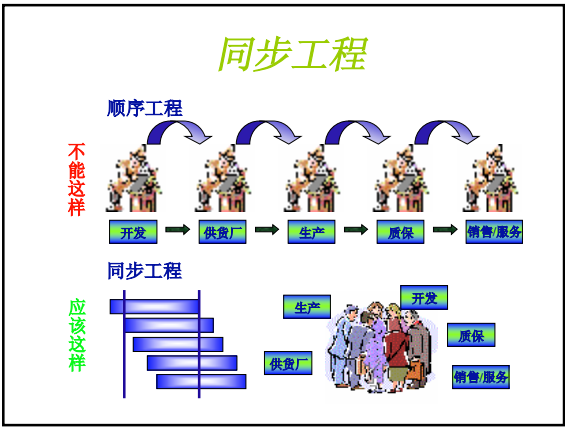 同步工程
顺序工程
不能这样
开发
供货厂
生产
质保
销售/服务
同步工程
应该这样
生产
开发
质保
供货厂
销售/服务